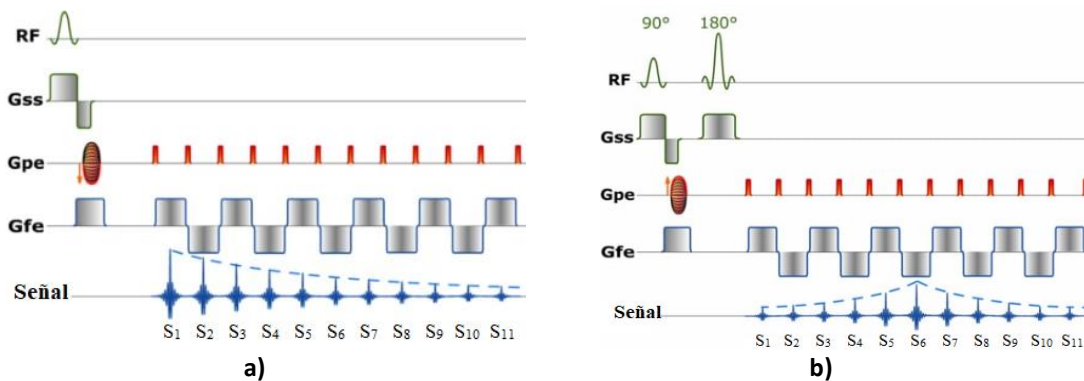 RF
Gss
Gpe
Gfe
Señal
S1 S2 S3 S4 S5 S6 S7 S8 S9 S10 S11
a)
90° 180°
RF
Gss
Gpe
Gfe
Señal
S1 S2 S3 S4 S5 S6 S7 S8 S9 S10 S11
b)